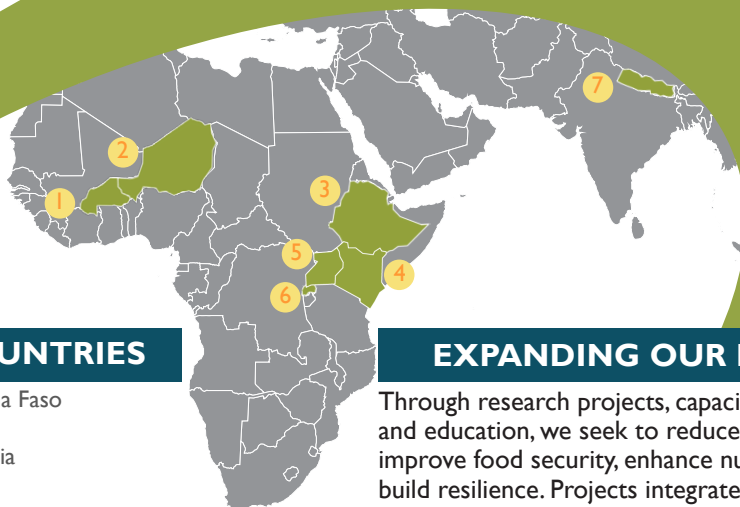 7
2
3
1
5
4
6
UNTRIES
a Faso
ia
EXPANDING OUR
Through research projects, capaci
and education, we seek to reduce
improve food security, enhance nu
build resilience. Projects integrate